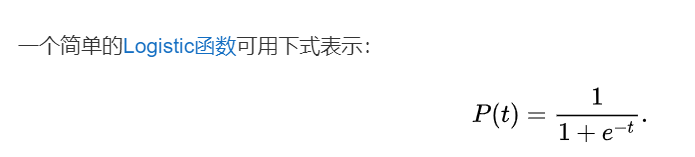 一个简单的Logistic函数可用下式表示：
P(t) = \frac{1}{1 + e^{-t}}.